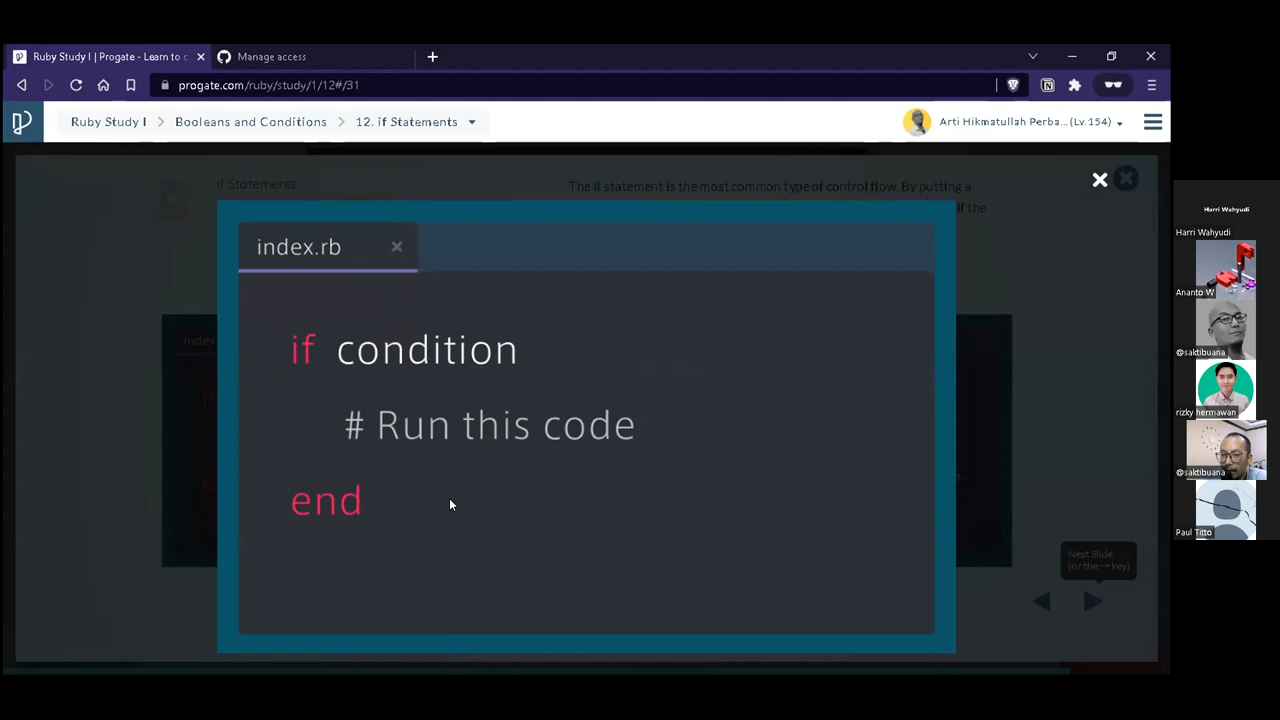 Ruby Study I | Progate - Learn to c
Manage access
progate.com/ruby/study/1/12#/31
Ruby Study I
Booleans and Conditions
12. if Statements
Arti Hikmatullah Perba...(Lv.154)
if Statements
The if statement is the most common type of control flow. By putting a
if the
index.rb
index
if condition
# Run this code
end
Next Slide
(or the → key)
Harri Wahyudi
Harri Wahyudi
Ananto W
@saktibuana
rizky hermawan
@saktibuana
Paul Titto